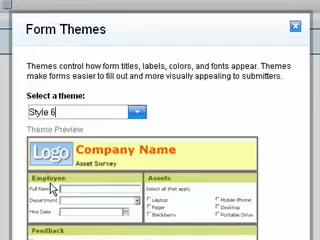 Form Themes
Themes control how form titles, labels, colors, and fonts appear. Themes
make forms easier to fill out and more visually appealing to submitters.
Select a theme:
Style 6
Theme Preview
Logo
Company Name
Asset Survey
Employee
Assets
Full Name
Select all that apply
Laptop
Mobile Phone
Department
Pager
Desktop
Hire Date
Blackberry
Portable Drive
Feedback